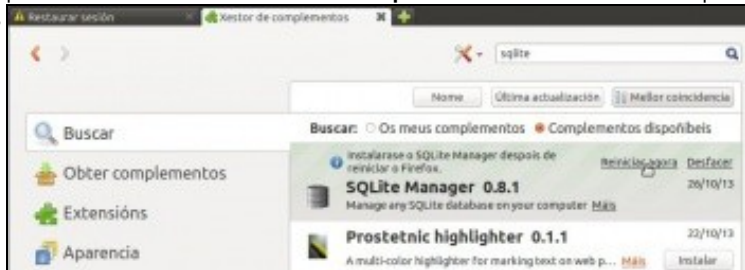 Restaurar sesión
Xestor de complementos
sqlite
Nome
Última actualización
Mellor coincidencia
Buscar
Buscar: Os meus complementos Complementos dispoñibeis
Obter complementos
Extensións
Aparencia
Instalarase o SQLite Manager despois de
reiniciar o Firefox.
Reiniciar agora Desfacer
SQLite Manager 0.8.1
26/10/13
Manage any SQLite database on your computer Máis
Prostetnic highlighter 0.1.1
22/10/13
A multi-color highlighter for marking text on web p... Máis
Instalar